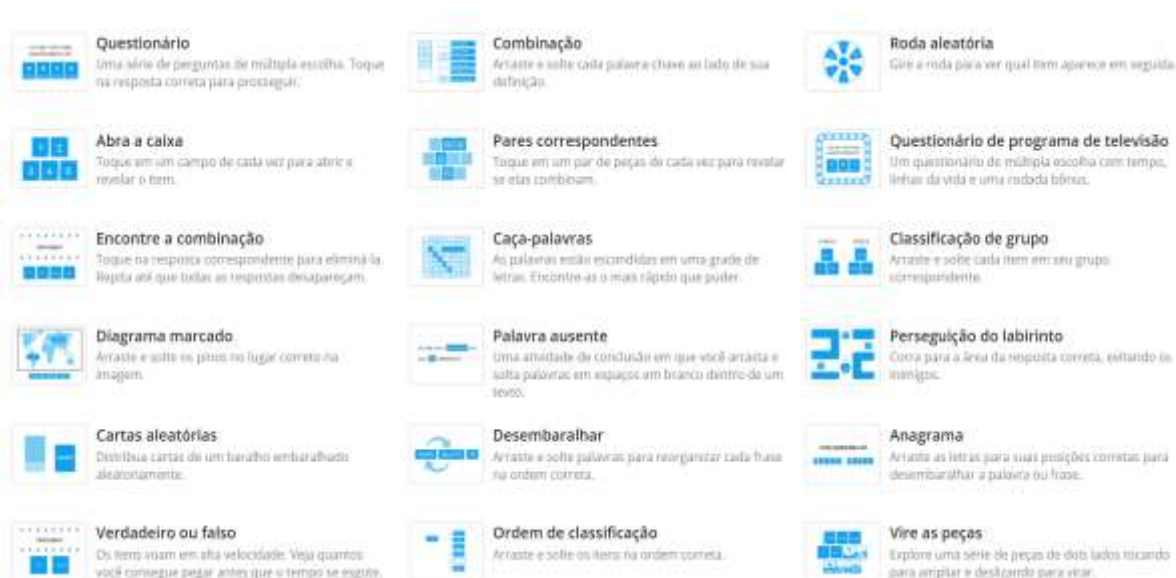 Questionário
Uma série de perguntas de múltipla escolha. Toque
na resposta correta para prosseguir.
Combinação
Arraste e solte cada palavra-chave ao lado de sua
definição.
Roda aleatória
Gire a roda para ver qual item aparece em seguida.
Abra a caixa
Toque em um campo de cada vez para abrir e
revelar o item.
Pares correspondentes
Toque em um par de peças de cada vez para revelar
se elas combinam.
Questionário de programa de televisão
Um questionário de múltipla escolha com tempo,
linhas da vida e uma rodada bônus.
Encontre a combinação
Toque na resposta correspondente para eliminá-la.
Repita até que todas as respostas desapareçam.
Caça-palavras
As palavras estão escondidas em uma grade de
letras. Encontre-as o mais rápido que puder.
Classificação de grupo
Arraste e solte cada item em seu grupo
correspondente.
Diagrama marcado
Arraste e solte os pinos no lugar correto na
imagem.
Palavra ausente
Uma atividade de conclusão em que você arrasta e
solta palavras em espaços em branco dentro de um
texto.
Perseguição do labirinto
Corra para a área da resposta correta, evitando os
inimigos.
Cartas aleatórias
Distribua cartas de um baralho embaralhado
aleatoriamente.
Desembaralhar
Arraste e solte palavras para reorganizar cada frase
na ordem correta.
Anagrama
Arraste as letras para suas posições corretas para
desembaralhar a palavra ou frase.
Verdadeiro ou falso
Os itens voam em alta velocidade. Veja quantos
você consegue pegar antes que o tempo se esgote.
Ordem de classificação
Arraste e solte os itens na ordem correta.
Vire as peças
Explore uma série de peças de dois lados tocando
para ampliar e deslizando para virar.